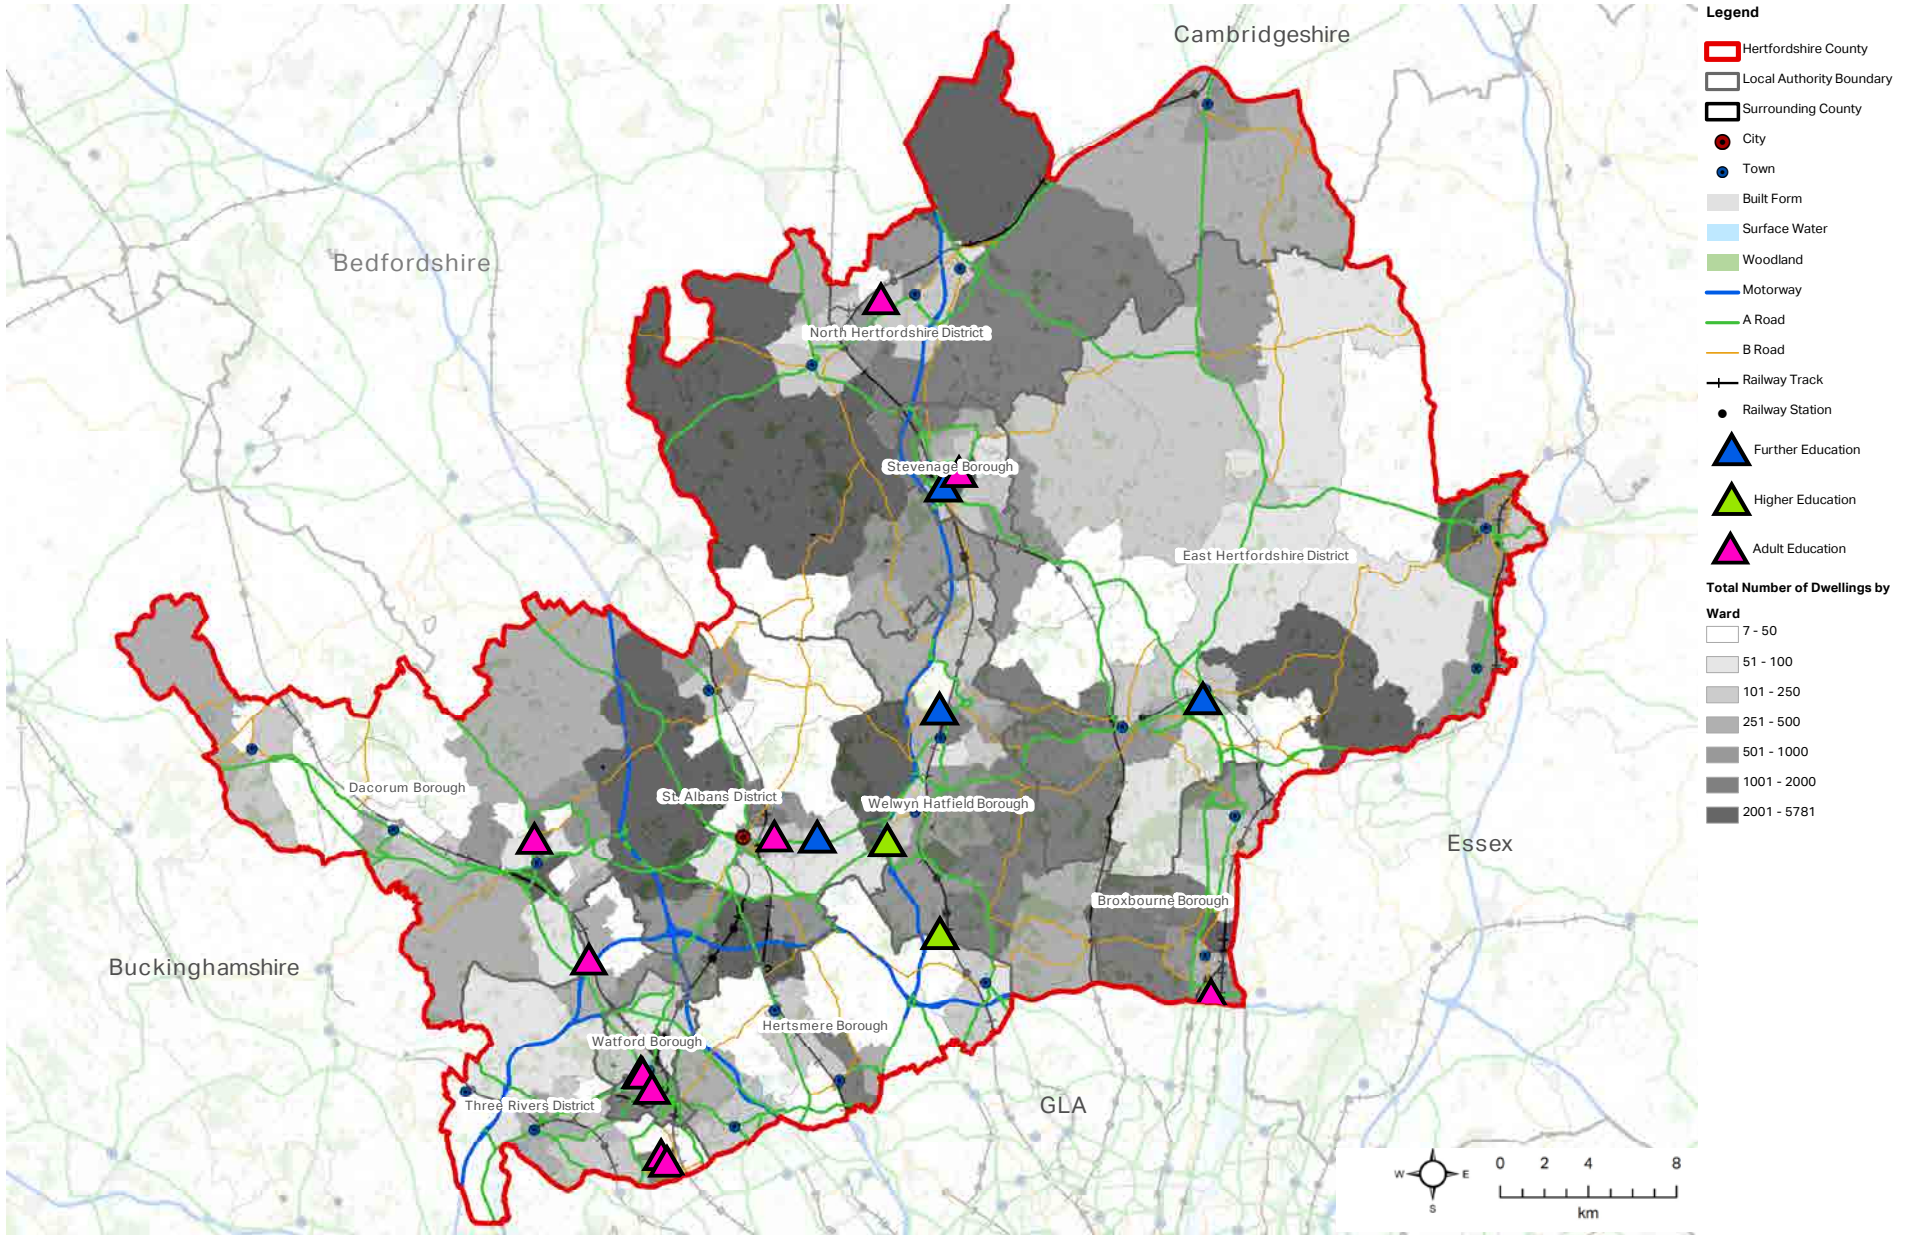 Cambridgeshire
Bedfordshire
North Hertfordshire District
Stevenage Borough
East Hertfordshire District
Dacorum Borough
St. Albans District
Welwyn Hatfield Borough
Essex
Broxbourne Borough
Buckinghamshire
Hertsmere Borough
Watford Borough
Three Rivers District
GLA
Legend
Hertfordshire County
Local Authority Boundary
Surrounding County
City
Town
Built Form
Surface Water
Woodland
Motorway
A Road
B Road
Railway Track
Railway Station
Further Education
Higher Education
Adult Education
Total Number of Dwellings by
Ward
7 - 50
51 - 100
101 - 250
251 - 500
501 - 1000
1001 - 2000
2001 - 5781
N
W E
S
0 2 4 8
km